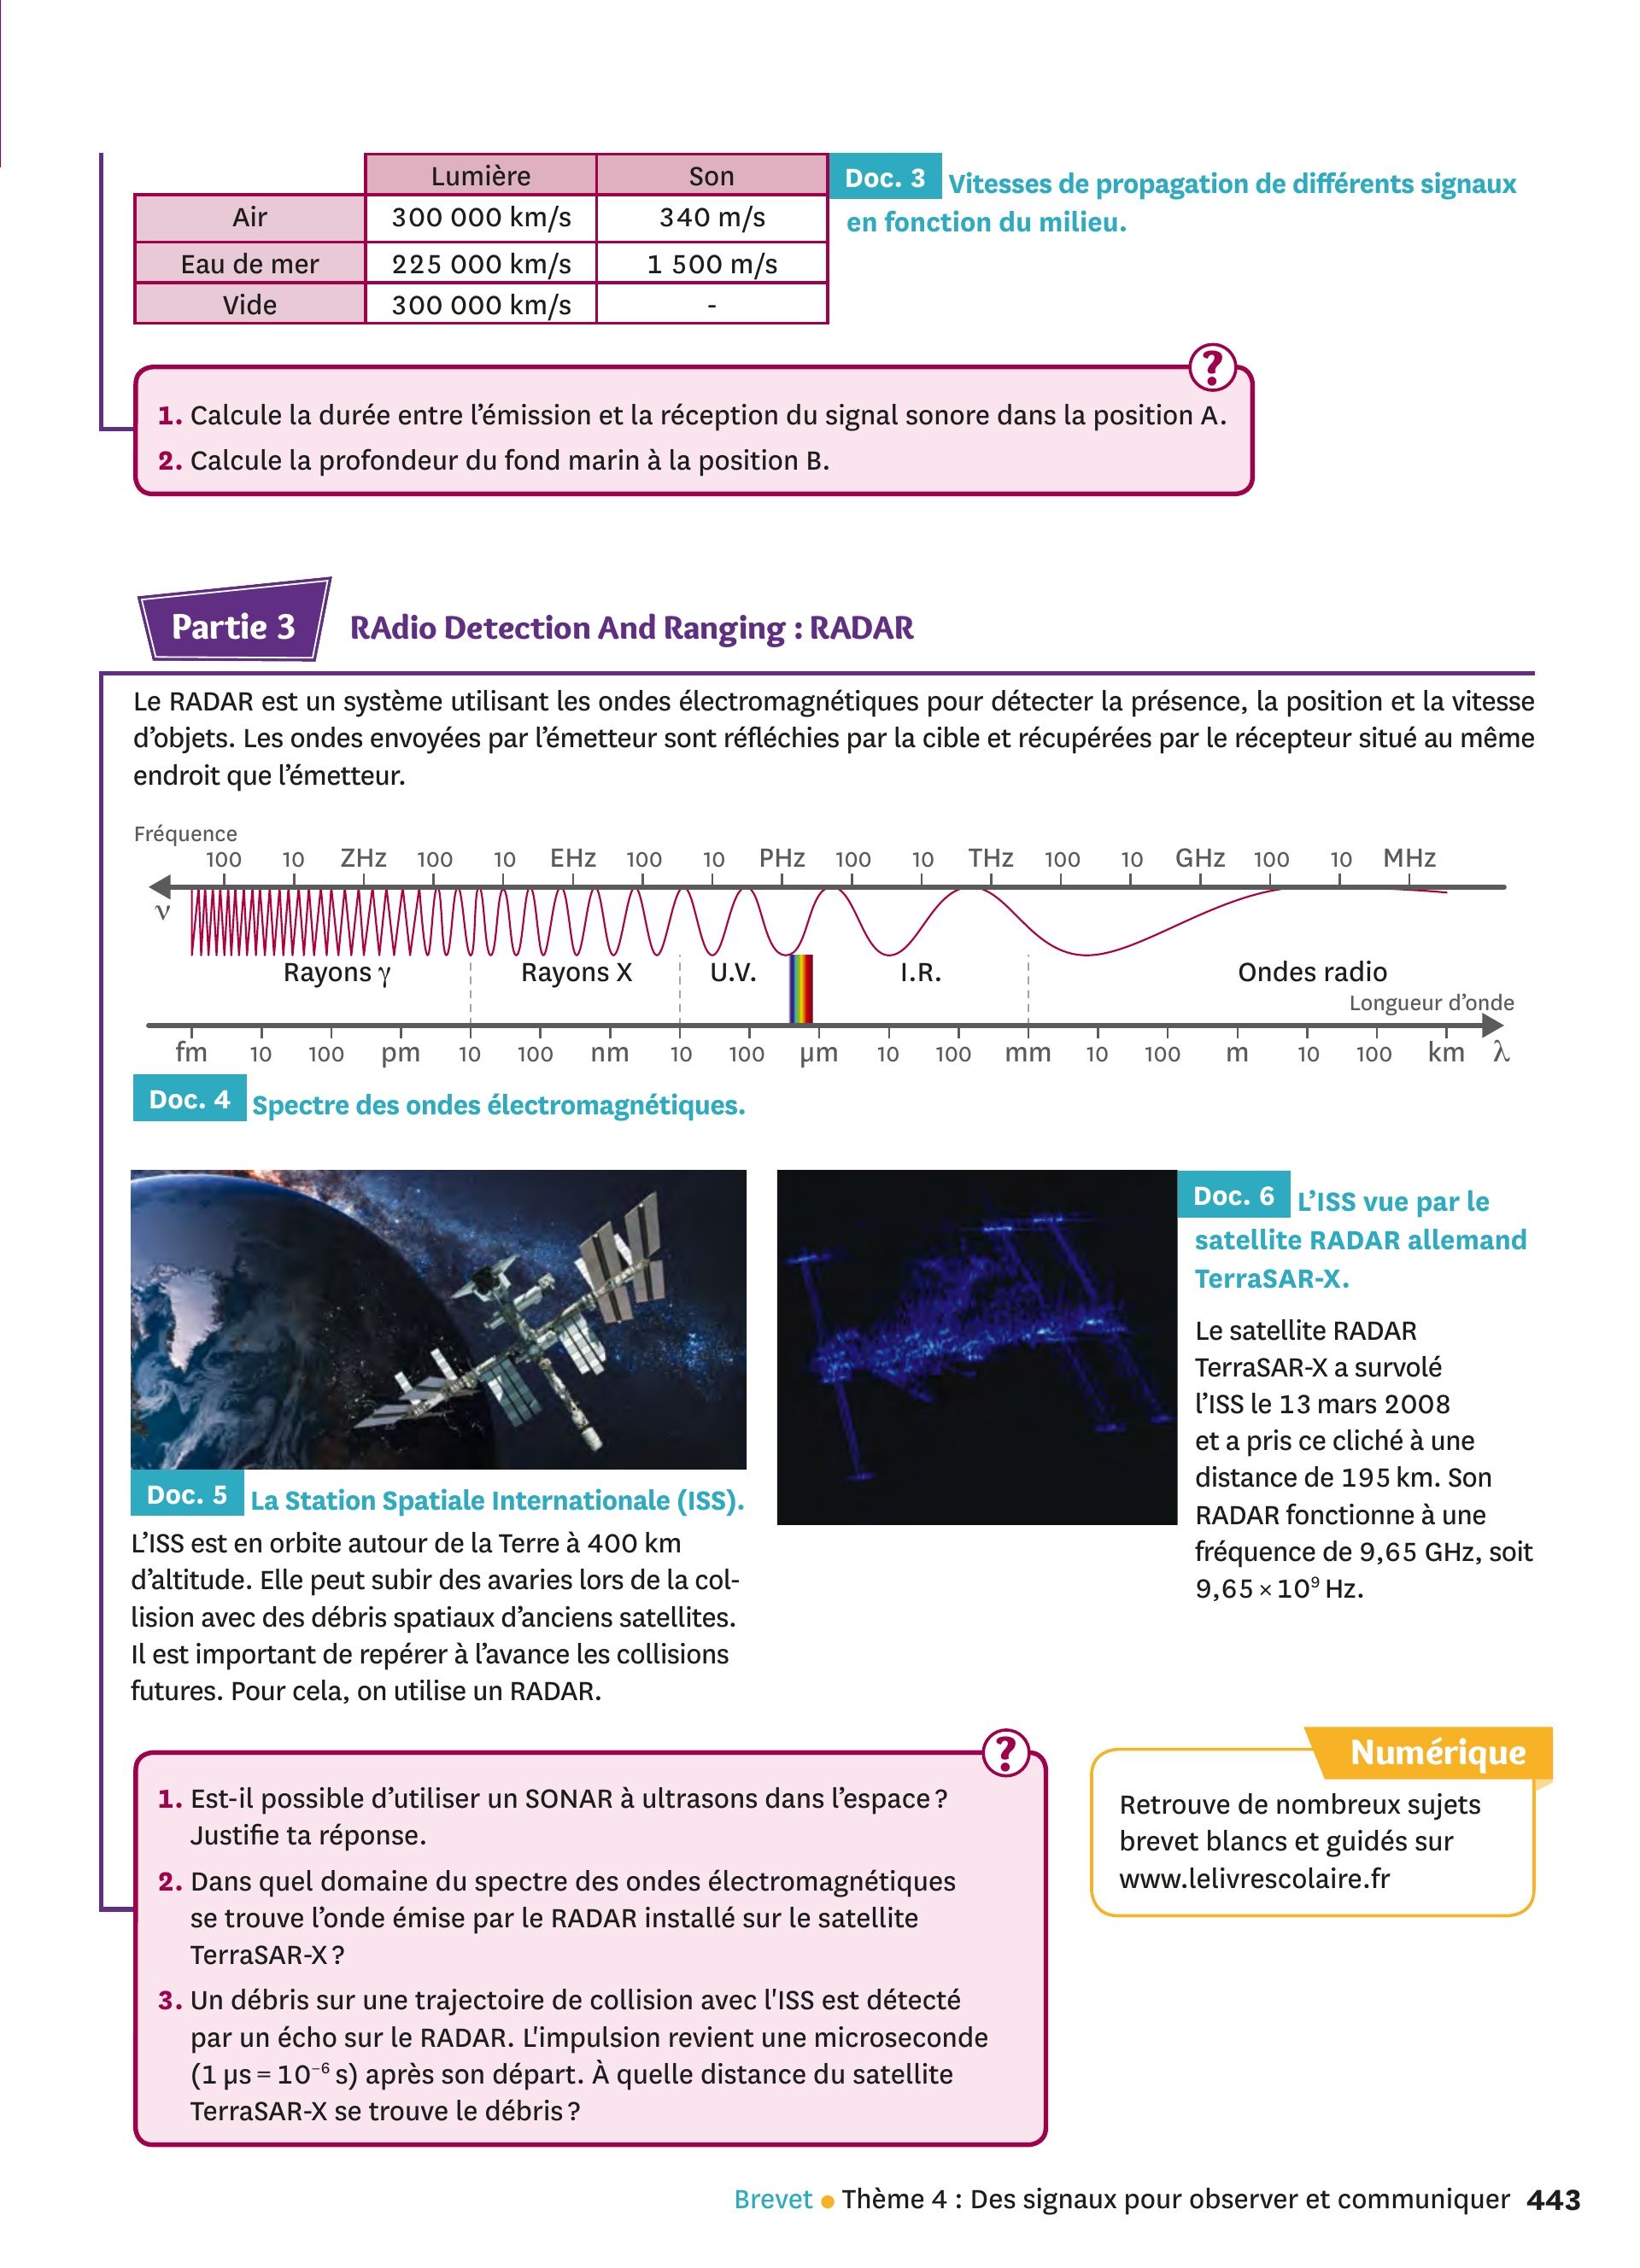 Lumière Son
Air 300 000 km/s 340 m/s
Eau de mer 225 000 km/s 1 500 m/s
Vide 300 000 km/s -
Doc. 3 Vitesses de propagation de différents signaux
en fonction du milieu.
?
1. Calcule la durée entre l’émission et la réception du signal sonore dans la position A.
2. Calcule la profondeur du fond marin à la position B.
Partie 3 RAdio Detection And Ranging : RADAR
Le RADAR est un système utilisant les ondes électromagnétiques pour détecter la présence, la position et la vitesse
d’objets. Les ondes envoyées par l’émetteur sont réfléchies par la cible et récupérées par le récepteur situé au même
endroit que l’émetteur.
Fréquence
100 10 ZHz 100 10 EHz 100 10 PHz 100 10 THz 100 10 GHz 100 10 MHz
ν
Rayons γ Rayons X U.V. I.R. Ondes radio
Longueur d’onde
fm 10 100 pm 10 100 nm 10 100 µm 10 100 mm 10 100 m 10 100 km λ
Doc. 4 Spectre des ondes électromagnétiques.
Doc. 5 La Station Spatiale Internationale (ISS).
L’ISS est en orbite autour de la Terre à 400 km
d’altitude. Elle peut subir des avaries lors de la col-
lision avec des débris spatiaux d’anciens satellites.
Il est important de repérer à l’avance les collisions
futures. Pour cela, on utilise un RADAR.
Doc. 6 L’ISS vue par le
satellite RADAR allemand
TerraSAR-X.
Le satellite RADAR
TerraSAR-X a survolé
l’ISS le 13 mars 2008
et a pris ce cliché à une
distance de 195 km. Son
RADAR fonctionne à une
fréquence de 9,65 GHz, soit
9,65 × 10⁹ Hz.
?
1. Est-il possible d’utiliser un SONAR à ultrasons dans l’espace ?
Justifie ta réponse.
2. Dans quel domaine du spectre des ondes électromagnétiques
se trouve l’onde émise par le RADAR installé sur le satellite
TerraSAR-X ?
3. Un débris sur une trajectoire de collision avec l'ISS est détecté
par un écho sur le RADAR. L'impulsion revient une microseconde
(1 µs = 10⁻⁶ s) après son départ. À quelle distance du satellite
TerraSAR-X se trouve le débris ?
Numérique
Retrouve de nombreux sujets
brevet blancs et guidés sur
www.lelivrescolaire.fr
Brevet • Thème 4 : Des signaux pour observer et communiquer 443